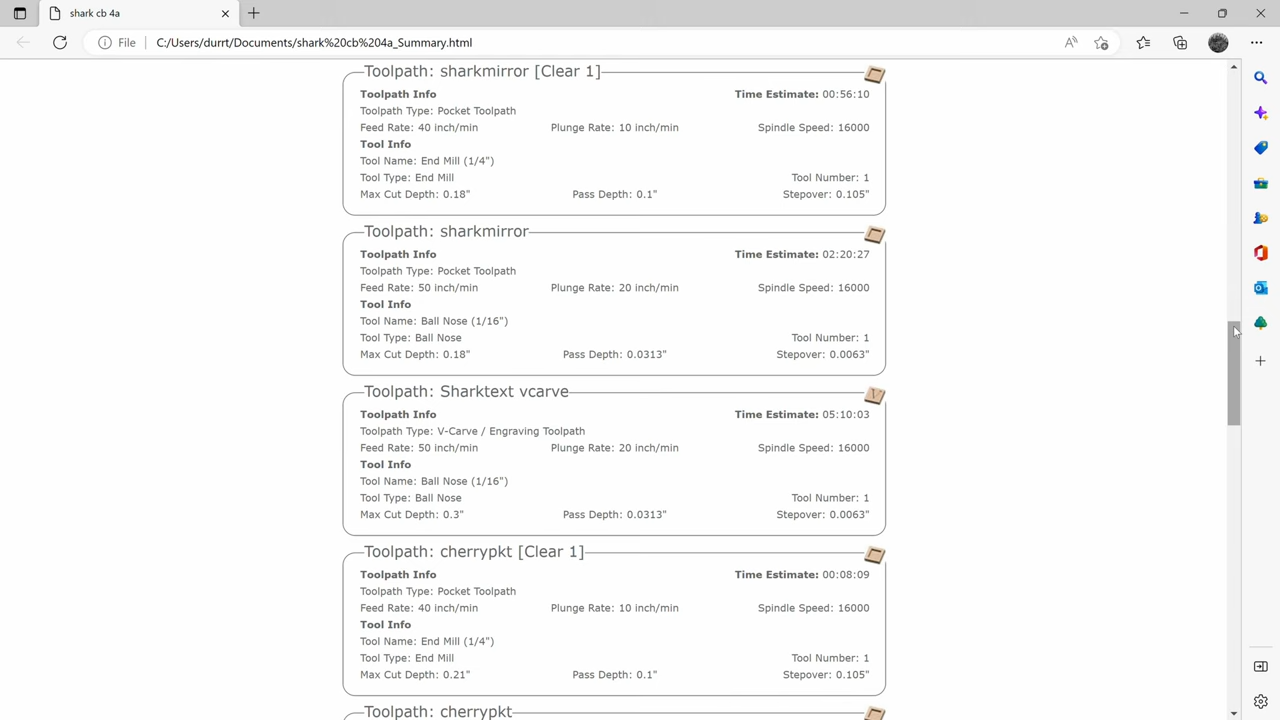 shark cb 4a
File
C:/Users/durrt/Documents/shark%20cb%204a_Summary.html
Toolpath: sharkmirror [Clear 1]
Toolpath Info
Time Estimate: 00:56:10
Toolpath Type: Pocket Toolpath
Feed Rate: 40 inch/min Plunge Rate: 10 inch/min Spindle Speed: 16000
Tool Info
Tool Name: End Mill (1/4")
Tool Type: End Mill Tool Number: 1
Max Cut Depth: 0.18" Pass Depth: 0.1" Stepover: 0.105"
Toolpath: sharkmirror
Toolpath Info
Time Estimate: 02:20:27
Toolpath Type: Pocket Toolpath
Feed Rate: 50 inch/min Plunge Rate: 20 inch/min Spindle Speed: 16000
Tool Info
Tool Name: Ball Nose (1/16")
Tool Type: Ball Nose Tool Number: 1
Max Cut Depth: 0.18" Pass Depth: 0.0313" Stepover: 0.0063"
Toolpath: Sharktext vcarve
V
Toolpath Info
Time Estimate: 05:10:03
Toolpath Type: V-Carve / Engraving Toolpath
Feed Rate: 50 inch/min Plunge Rate: 20 inch/min Spindle Speed: 16000
Tool Info
Tool Name: Ball Nose (1/16")
Tool Type: Ball Nose Tool Number: 1
Max Cut Depth: 0.3" Pass Depth: 0.0313" Stepover: 0.0063"
Toolpath: cherrypkt [Clear 1]
Toolpath Info
Time Estimate: 00:08:09
Toolpath Type: Pocket Toolpath
Feed Rate: 40 inch/min Plunge Rate: 10 inch/min Spindle Speed: 16000
Tool Info
Tool Name: End Mill (1/4")
Tool Type: End Mill Tool Number: 1
Max Cut Depth: 0.21" Pass Depth: 0.1" Stepover: 0.105"
Toolpath: cherrypkt